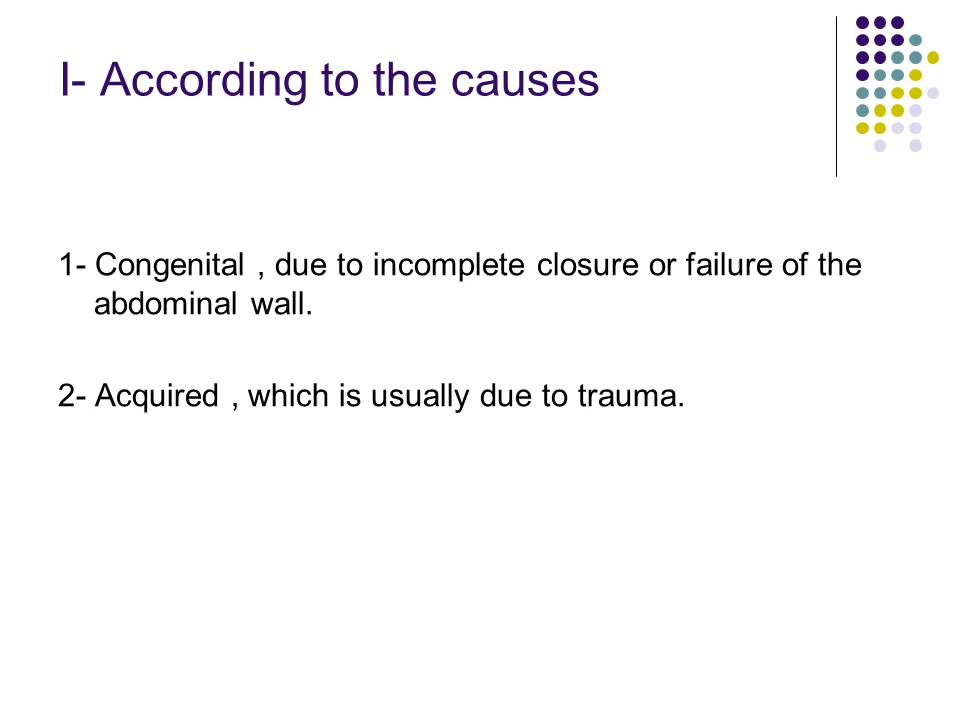 I- According to the causes
1- Congenital , due to incomplete closure or failure of the
abdominal wall.
2- Acquired , which is usually due to trauma.